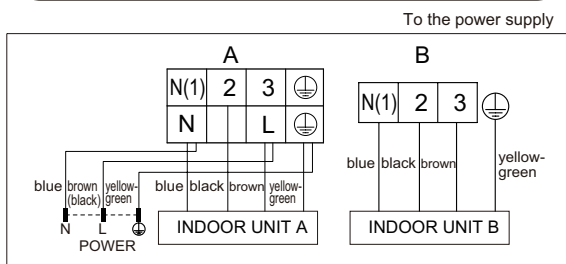 To the power supply
A B
N(1) 2 3
N L
N(1) 2 3
blue brown (black) yellow-green
blue black brown yellow-green
blue black brown yellow-green
N L
POWER
INDOOR UNIT A
INDOOR UNIT B